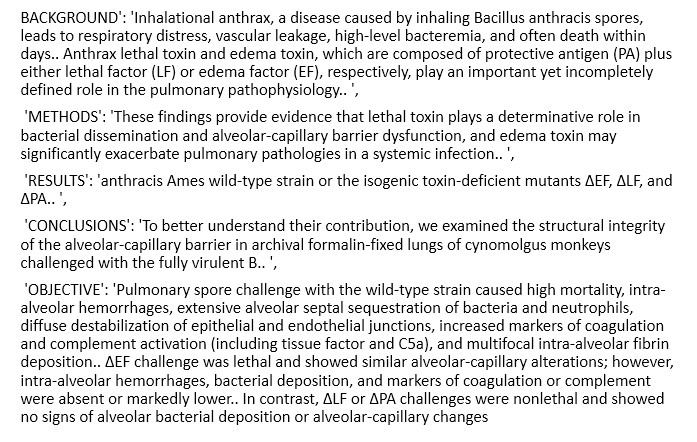 BACKGROUND': 'Inhalational anthrax, a disease caused by inhaling Bacillus anthracis spores,
leads to respiratory distress, vascular leakage, high-level bacteremia, and often death within
days.. Anthrax lethal toxin and edema toxin, which are composed of protective antigen (PA) plus
either lethal factor (LF) or edema factor (EF), respectively, play an important yet incompletely
defined role in the pulmonary pathophysiology.. ',
'METHODS': 'These findings provide evidence that lethal toxin plays a determinative role in
bacterial dissemination and alveolar-capillary barrier dysfunction, and edema toxin may
significantly exacerbate pulmonary pathologies in a systemic infection.. ',
'RESULTS': 'anthracis Ames wild-type strain or the isogenic toxin-deficient mutants ΔEF, ΔLF, and
ΔPA.. ',
'CONCLUSIONS': 'To better understand their contribution, we examined the structural integrity
of the alveolar-capillary barrier in archival formalin-fixed lungs of cynomolgus monkeys
challenged with the fully virulent B.. ',
'OBJECTIVE': 'Pulmonary spore challenge with the wild-type strain caused high mortality, intra-
alveolar hemorrhages, extensive alveolar septal sequestration of bacteria and neutrophils,
diffuse destabilization of epithelial and endothelial junctions, increased markers of coagulation
and complement activation (including tissue factor and C5a), and multifocal intra-alveolar fibrin
deposition.. ΔEF challenge was lethal and showed similar alveolar-capillary alterations; however,
intra-alveolar hemorrhages, bacterial deposition, and markers of coagulation or complement
were absent or markedly lower.. In contrast, ΔLF or ΔPA challenges were nonlethal and showed
no signs of alveolar bacterial deposition or alveolar-capillary changes